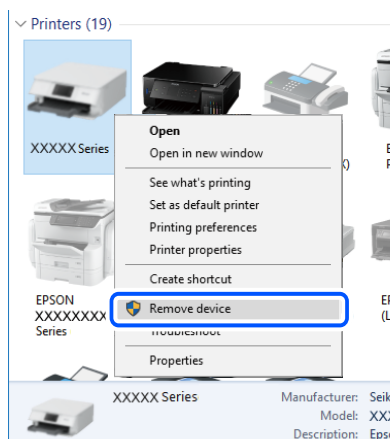 Printers (19)
XXXXX Series
Open
Open in new window
See what's printing
Set as default printer
Printing preferences
Printer properties
Create shortcut
Remove device
Troubleshoot
Properties
EPSON
XXXXXXXX
Series
XXXXX Series
Manufacturer:
Model:
Description: